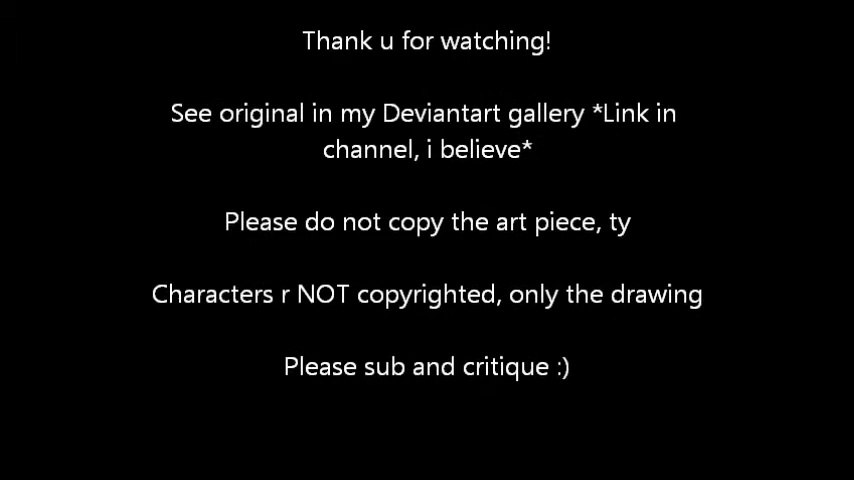 Thank u for watching!
See original in my Deviantart gallery *Link in
channel, i believe*
Please do not copy the art piece, ty
Characters r NOT copyrighted, only the drawing
Please sub and critique :)